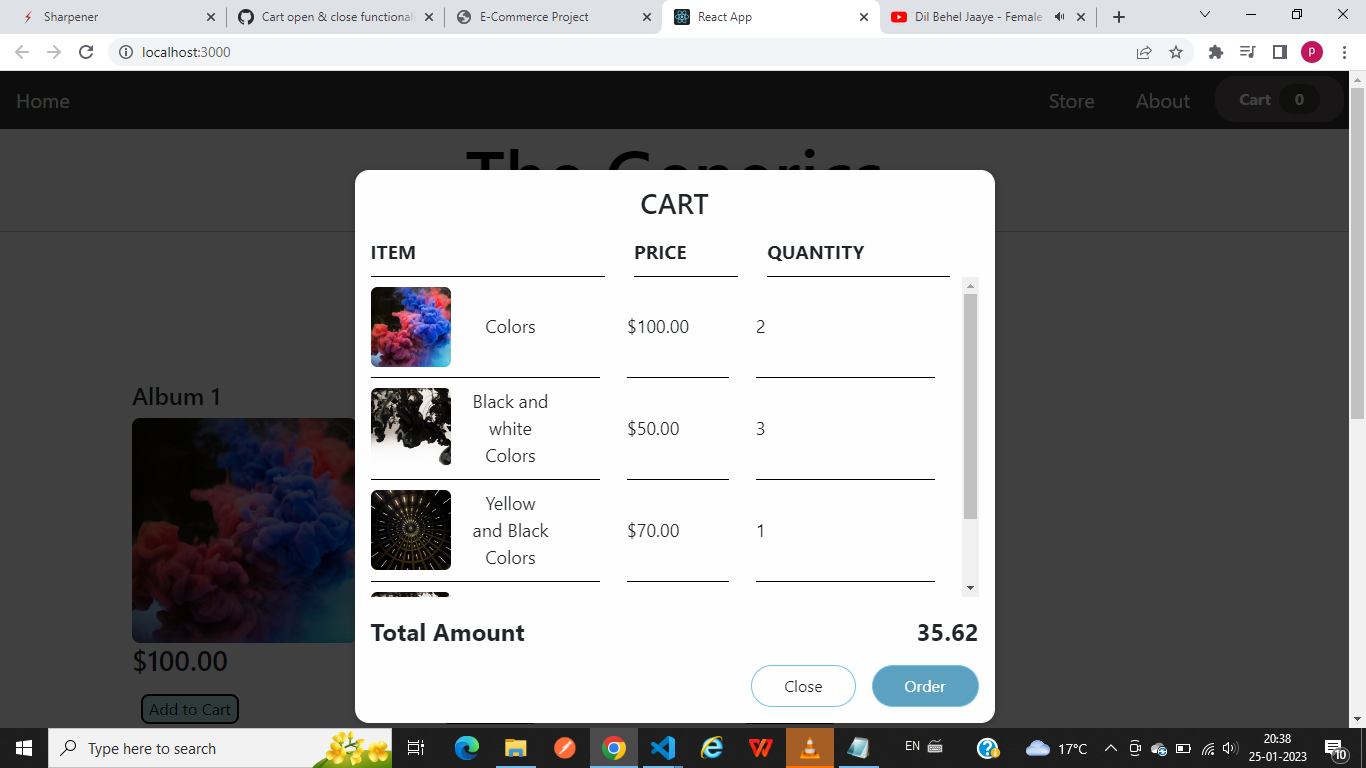 Sharpener
Cart open & close functionali
E-Commerce Project
React App
Dil Behel Jaaye - Female
localhost:3000
P
Home
Store
About
Cart 0
The Generics
CART
ITEM PRICE QUANTITY
Colors $100.00 2
Black and
white
Colors
$50.00 3
Yellow
and Black
Colors
$70.00 1
Total Amount 35.62
Close
Order
Album 1
$100.00
Add to Cart
Type here to search
EN
17°C
20:38
25-01-2023
10